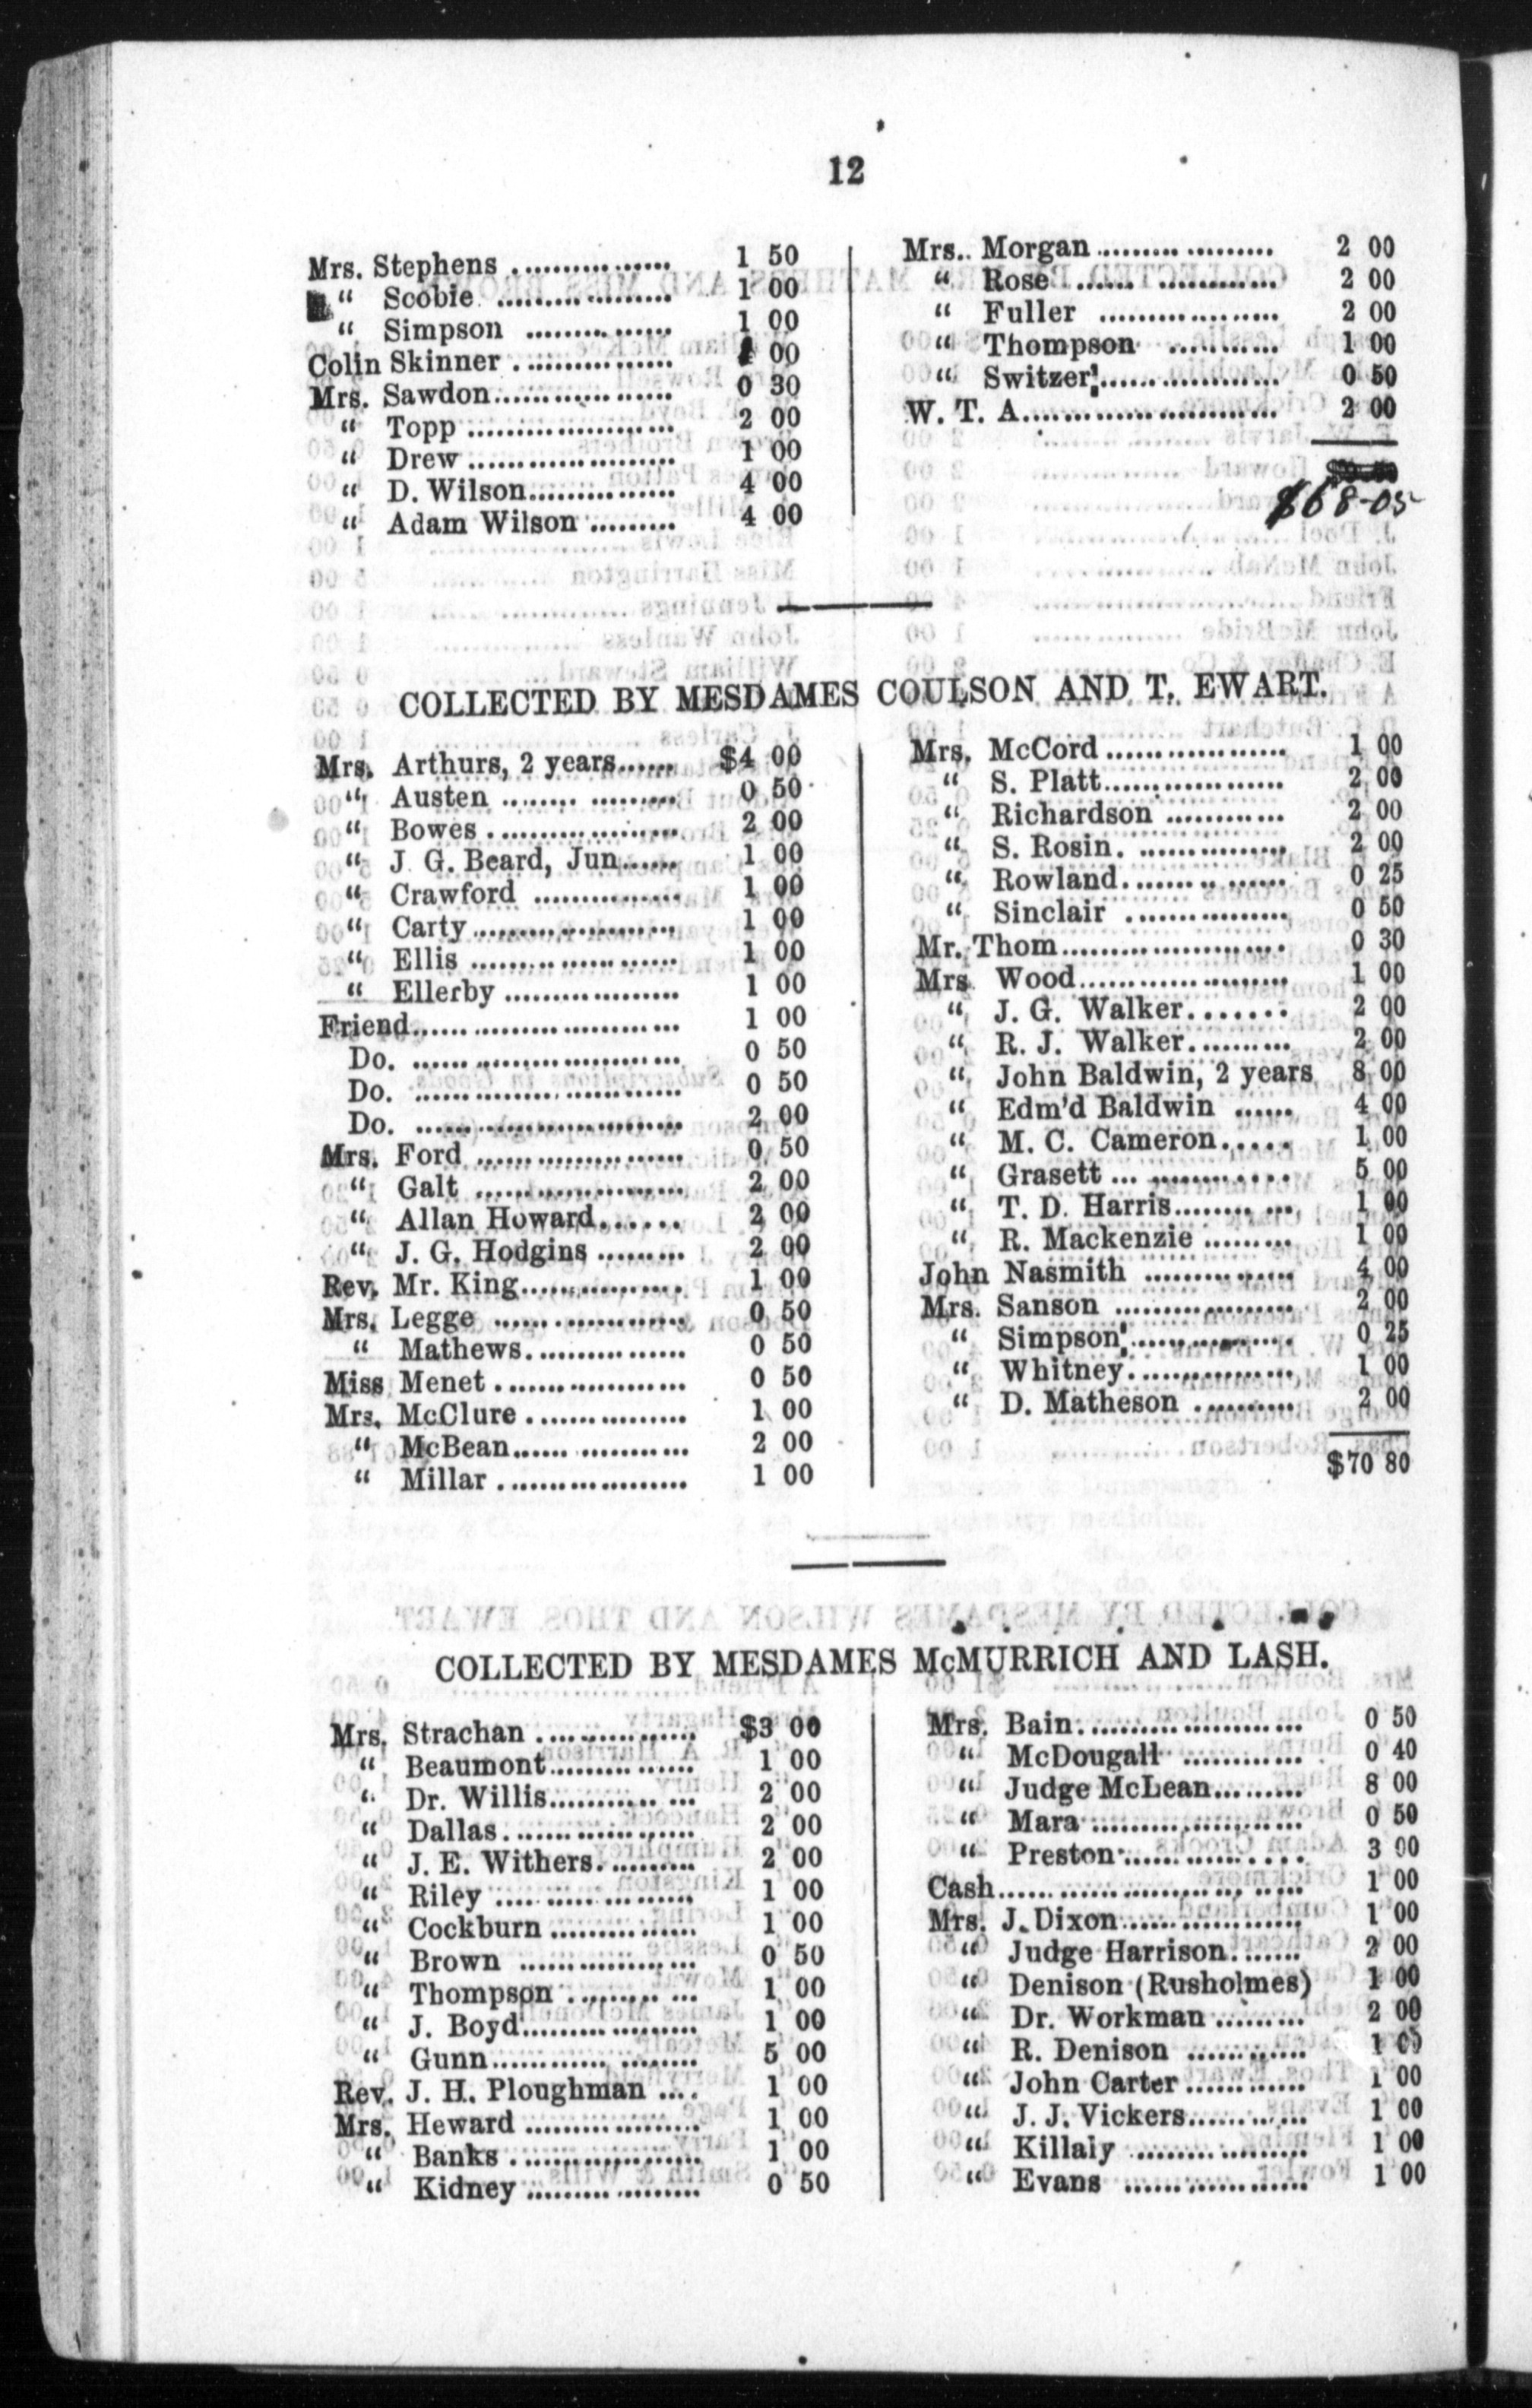 12
Mrs. Stephens ................ 1 50
" Scobie ................ 1 00
" Simpson ................ 1 00
Colin Skinner ................ 00
Mrs. Sawdon ................ 0 30
" Topp ................ 2 00
" Drew ................ 1 00
" D. Wilson ................ 4 00
" Adam Wilson ......... 4 00
Mrs.. Morgan ................ 2 00
" Rose ................ 2 00
" Fuller ................ 2 00
" Thompson ........... 1 00
" Switzer ................ 0 50
W. T. A. ................ 2 00
$68-05
COLLECTED BY MESDAMES COULSON AND T. EWART.
Mrs. Arthurs, 2 years ...... $4 00
" Austen ................ 0 50
" Bowes ................ 2 00
" J. G. Beard, Jun ...... 1 00
" Crawford ............... 1 00
" Carty ................ 1 00
" Ellis ................ 1 00
" Ellerby ................ 1 00
Friend ................ 1 00
Do. ................ 0 50
Do. ................ 0 50
Do. ................ 2 00
Mrs. Ford ................ 0 50
" Galt ................ 2 00
" Allan Howard ...... 2 00
" J. G. Hodgins ......... 2 00
Rev. Mr. King ................ 1 00
Mrs. Legge ................ 0 50
" Mathews ................ 0 50
Miss Menet ................ 0 50
Mrs. McClure ................ 1 00
" McBean ................ 2 00
" Millar ................ 1 00
Mrs. McCord ................ 1 00
" S. Platt ................ 2 00
" Richardson ............ 2 00
" S. Rosin. ............... 2 00
" Rowland ................ 0 25
" Sinclair ................ 0 50
Mr. Thom ................ 0 30
Mrs Wood ................ 1 00
" J. G. Walker ....... 2 00
" R. J. Walker .......... 2 00
" John Baldwin, 2 years 8 00
" Edm'd Baldwin ...... 4 00
" M. C. Cameron ..... 1 00
" Grasett ................ 5 00
" T. D. Harris ........... 1 00
" R. Mackenzie ......... 1 00
John Nasmith ............... 4 00
Mrs. Sanson ................ 2 00
" Simpson ................ 0 25
" Whitney ................ 1 00
" D. Matheson .......... 2 00
$70 80
COLLECTED BY MESDAMES McMURRICH AND LASH.
Mrs. Strachan ................ $3 00
" Beaumont ............... 1 00
" Dr. Willis ............... 2 00
" Dallas ................ 2 00
" J. E. Withers .......... 2 00
" Riley ................ 1 00
" Cockburn ............... 1 00
" Brown ................ 0 50
" Thompson ............ 1 00
" J. Boyd ................ 1 00
" Gunn ................ 5 00
Rev. J. H. Ploughman .... 1 00
Mrs. Heward ................ 1 00
" Banks ................ 1 00
" Kidney ................ 0 50
Mrs. Bain ................ 0 50
" McDougall ............ 0 40
" Judge McLean ......... 8 00
" Mara ................ 0 50
" Preston ................ 3 00
Cash ................ 1 00
Mrs. J. Dixon ................ 1 00
" Judge Harrison ....... 2 00
" Denison (Rusholmes) 1 00
" Dr. Workman ......... 2 00
" R. Denison ............ 1 00
" John Carter ............ 1 00
" J. J. Vickers ............ 1 00
" Killaly ................ 1 00
" Evans ................ 1 00